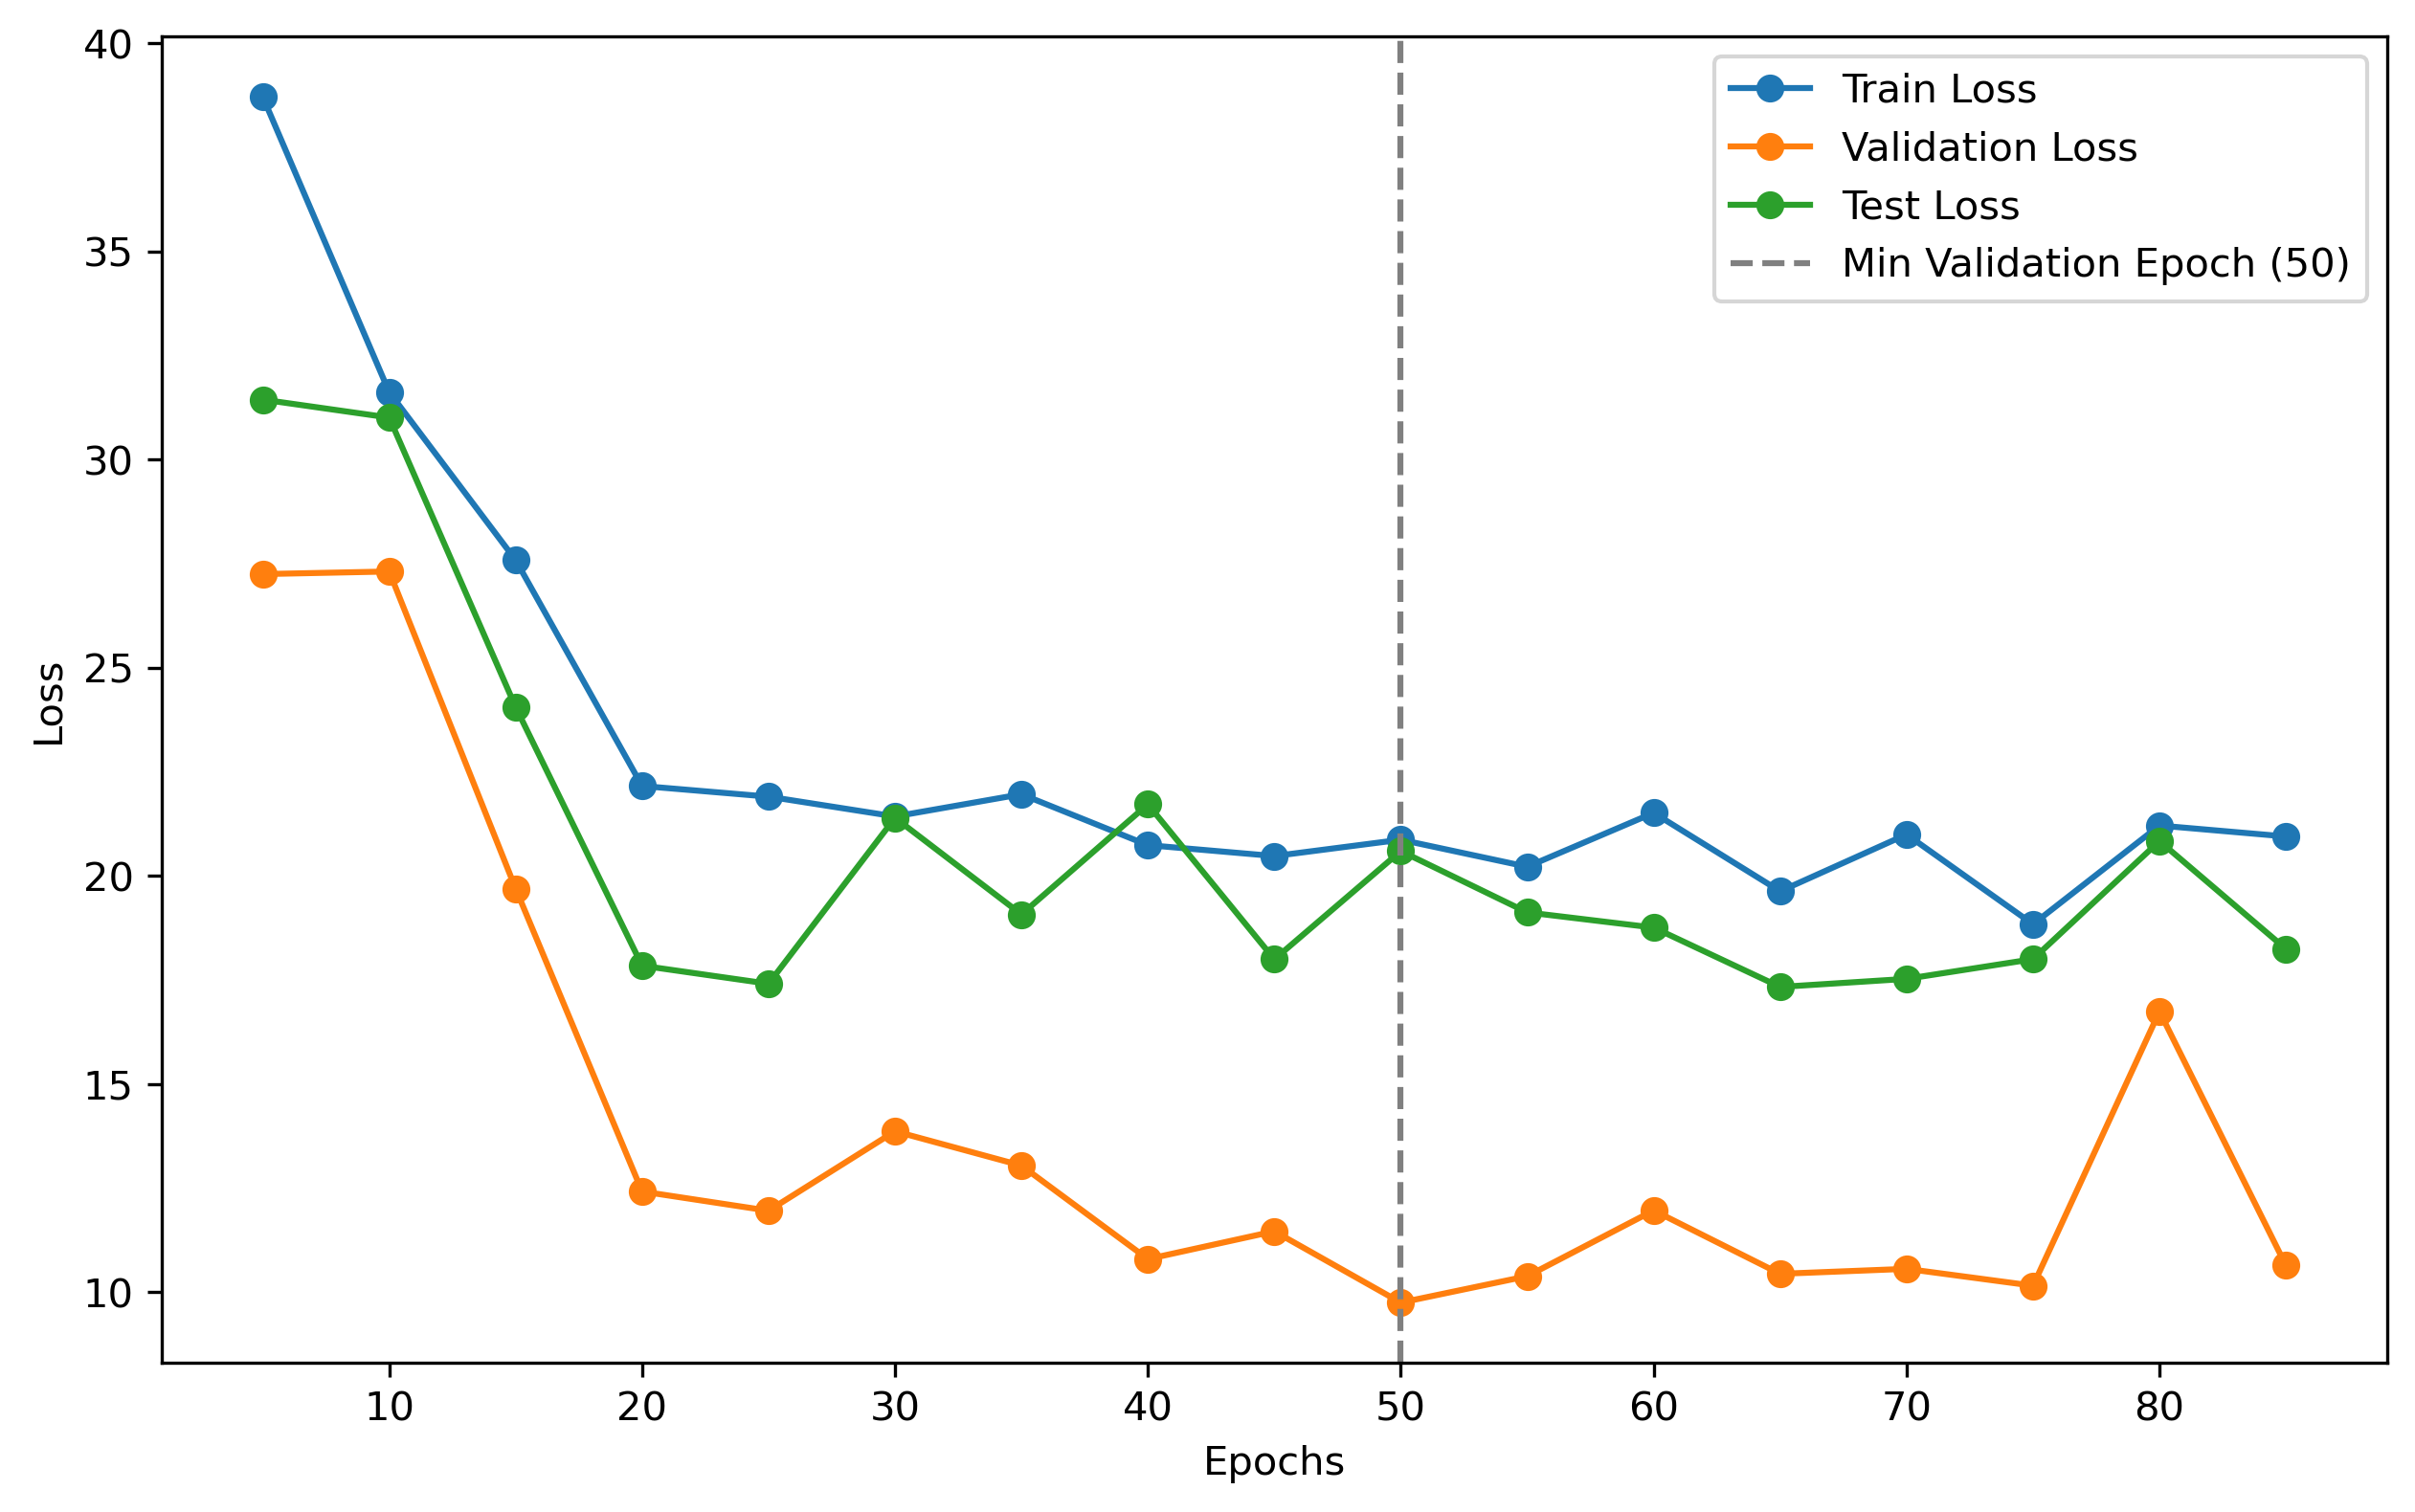 40
35
30
25
20
15
10
Loss
Train Loss
Validation Loss
Test Loss
Min Validation Epoch (50)
10 20 30 40 50 60 70 80
Epochs